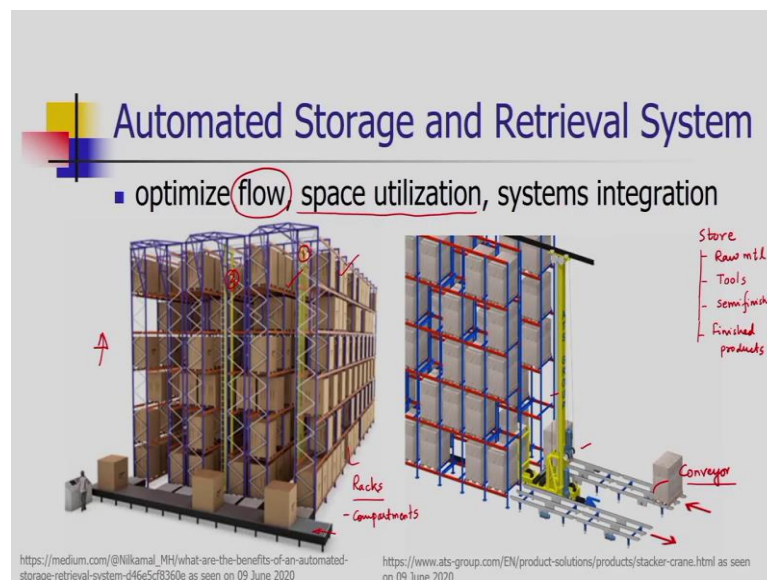 Automated Storage and Retrieval System
optimize flow, space utilization, systems integration
Store
Raw mtl
Tools
Semifinish
Finished
products
2
1
Racks
- Compartments
Conveyor
https://medium.com/@Nilkamal_MH/what-are-the-benefits-of-an-automated-
storage-retrieval-system-d46e5cf8360e as seen on 09 June 2020
https://www.ats-group.com/EN/product-solutions/products/stacker-crane.html as seen
on 09 June 2020